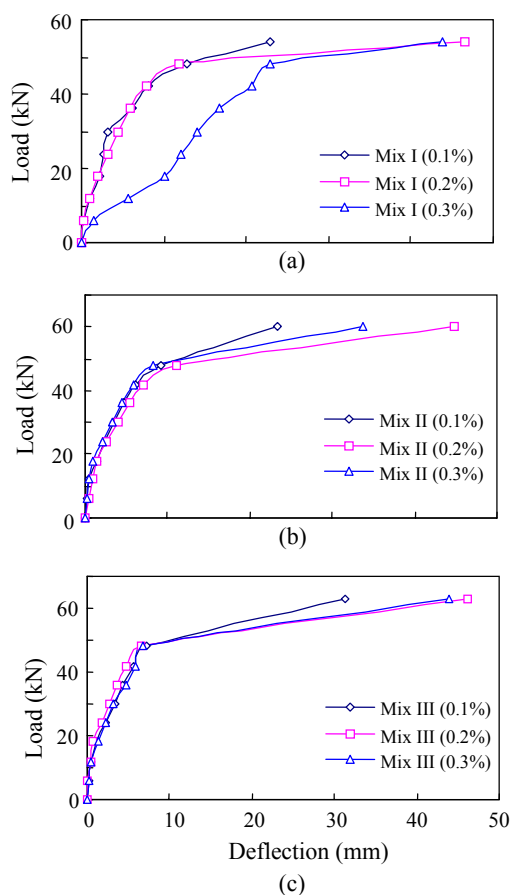 60
40
20
0
Load (kN)
Mix I (0.1%)
Mix I (0.2%)
Mix I (0.3%)
(a)
60
40
20
0
Load (kN)
Mix II (0.1%)
Mix II (0.2%)
Mix II (0.3%)
(b)
60
40
20
0
Load (kN)
Mix III (0.1%)
Mix III (0.2%)
Mix III (0.3%)
0 10 20 30 40 50
Deflection (mm)
(c)